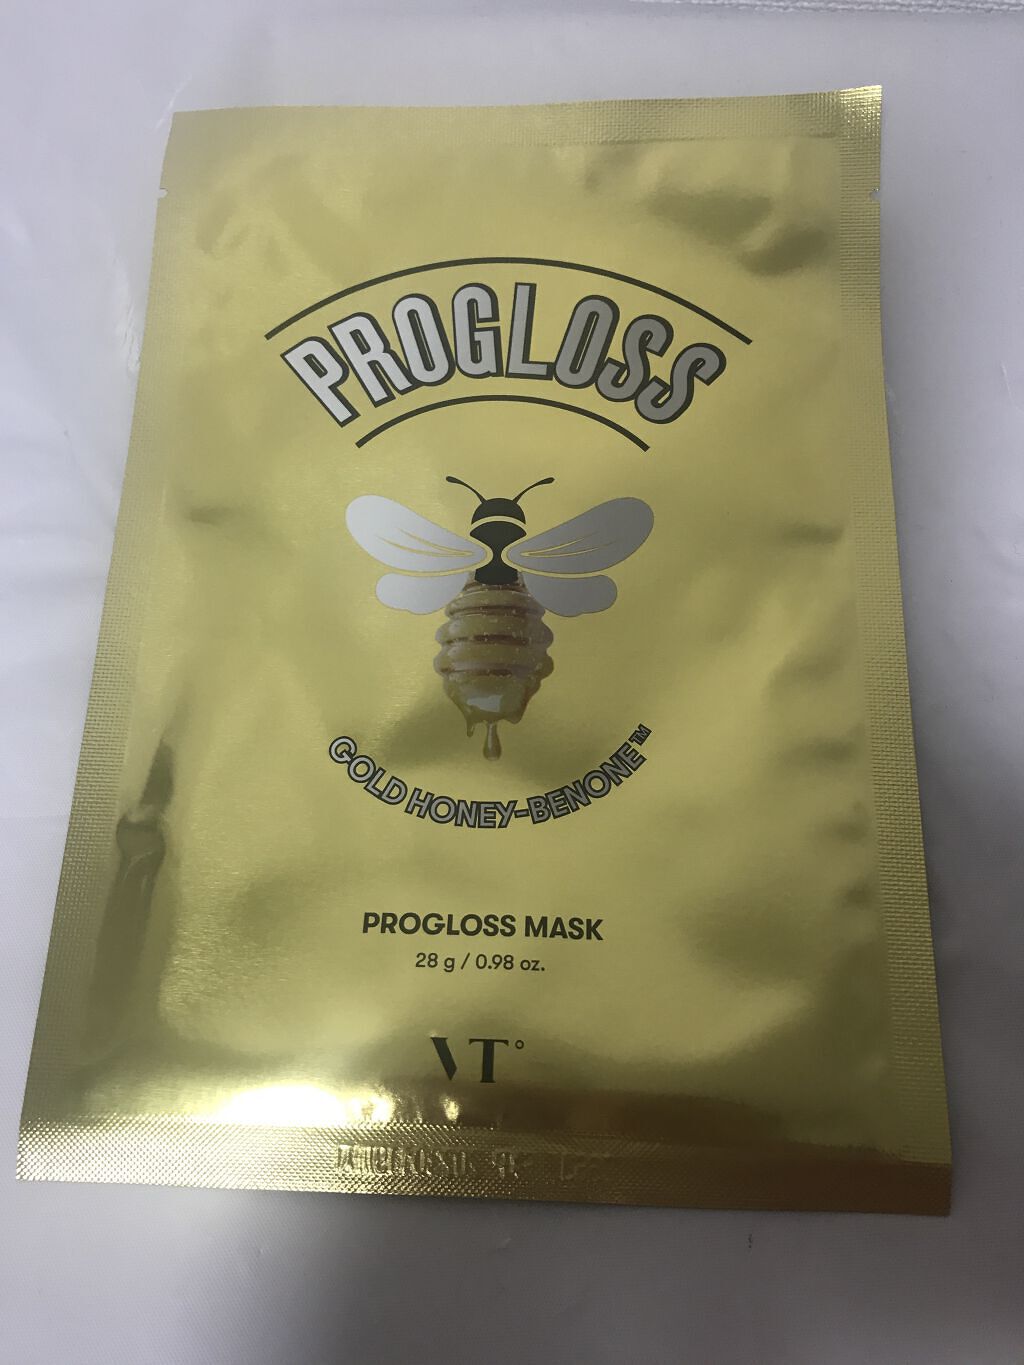 PROGLOSS
GOLD HONEY-BENONE™
PROGLOSS MASK
28 g / 0.98 oz.
VT°